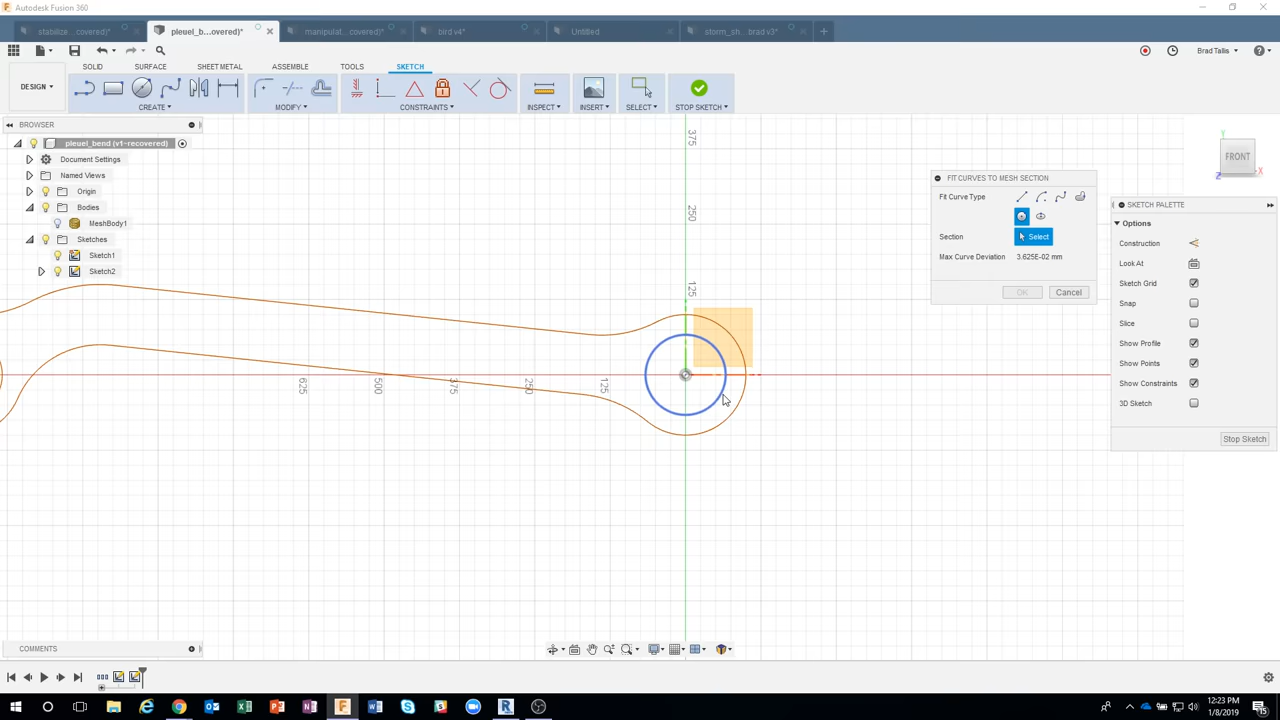 Autodesk Fusion 360
stabilize... covered)*
pleuel_b...overed)*
manipulat...covered)*
bird v4*
Untitled
storm_sh...brad v3*
Brad Tallis
SOLID
SURFACE
SHEET METAL
ASSEMBLE
TOOLS
SKETCH
DESIGN
CREATE
MODIFY
CONSTRAINTS
INSPECT
INSERT
SELECT
STOP SKETCH
BROWSER
pleuel_bend (v1-recovered)
Document Settings
Named Views
Origin
Bodies
MeshBody1
Sketches
Sketch1
Sketch2
375
250
125
625
500
375
250
125
FRONT
Y
X
Z
FIT CURVES TO MESH SECTION
Fit Curve Type
Section
Select
Max Curve Deviation
3.625E-02 mm
OK
Cancel
SKETCH PALETTE
Options
Construction
Look At
Sketch Grid
Snap
Slice
Show Profile
Show Points
Show Constraints
3D Sketch
Stop Sketch
COMMENTS
12:23 PM
1/8/2019
15